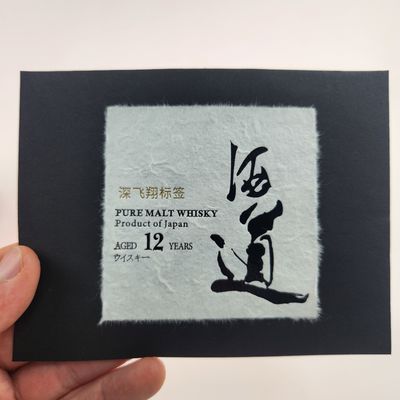 深飞翔标签
PURE MALT WHISKY
Product of Japan
AGED 12 YEARS
ウイスキー
酒道